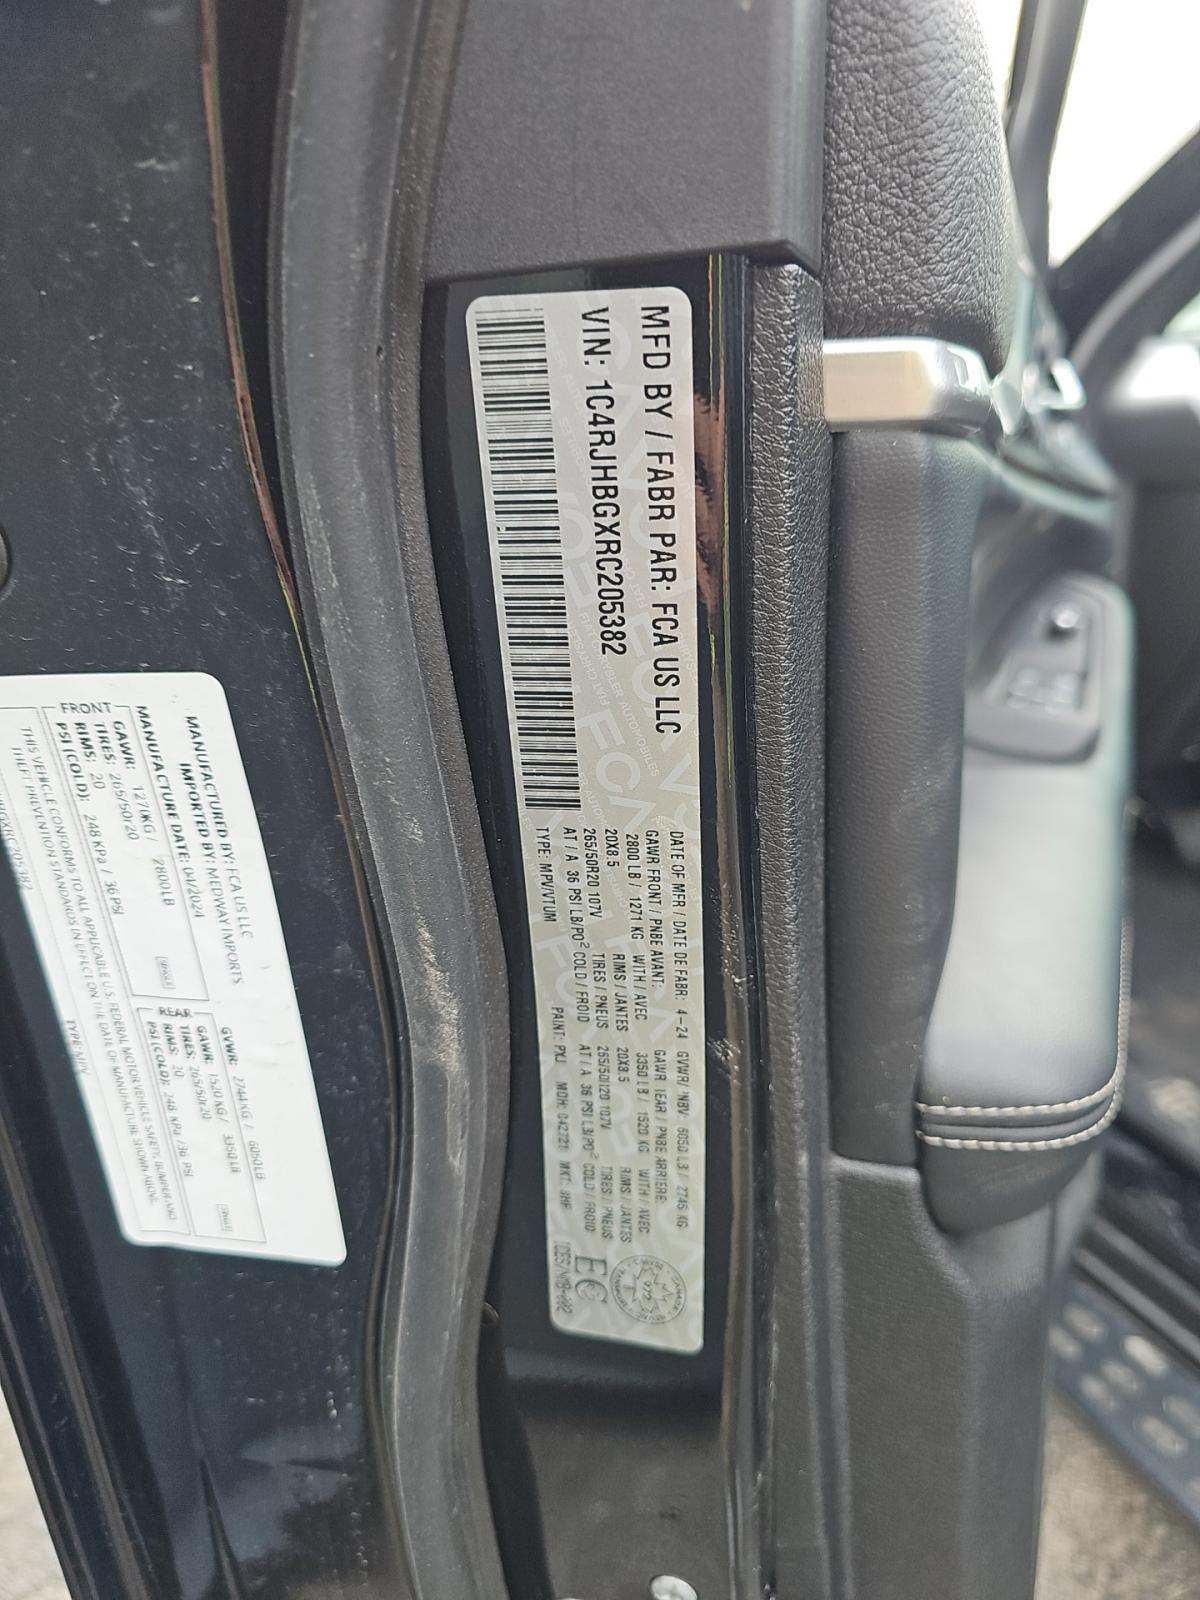 MFD BY / FABR PAR: FCA US LLC
VIN: 1C4RJHBGXRC205382
DATE OF MFR / DATE DE FABR: 4-24 GVWR/PNBV 6050 LB / 2745 KG
GAWR FRONT / PNBE AVANT: GAWR REAR / PNBE ARRIERE:
2800 LB / 1271 KG WITH / AVEC 3350 LB / 1520 KG WITH / AVEC
20X8.5 RIMS / JANTES 20X8.5 RIMS / JANTES
265/50R20 107V TIRES / PNEUS 265/50R20 107V TIRES / PNEUS
AT / A 36 PSI LB/PO² COLD / FROID AT / A 36 PSI LB/PO² COLD / FROID
TYPE: MPV/VTUM PAINT: PXJ MDH: MKT:
EC
MANUFACTURED BY: FCA US LLC
IMPORTED BY: MEDWAY IMPORTS
MANUFACTURE DATE: 04/2024 GVWR: 2744KG / 6050LB
FRONT
GAWR: 1270KG / 2800LB
TIRES: 265/50r20
RIMS: 20
PSI (COLD): 248 KPa / 36 PSI
REAR
GAWR: 1520 KG / 3350LB
TIRES: 265/50r20
RIMS: 20
PSI (COLD): 248 KPa / 36 PSI
THIS VEHICLE CONFORMS TO ALL APPLICABLE U.S. FEDERAL MOTOR VEHICLE SAFETY, BUMPER AND
THEFT PREVENTION STANDARDS IN EFFECT ON THE DATE OF MANUFACTURE SHOWN ABOVE.
TYPE: MPV